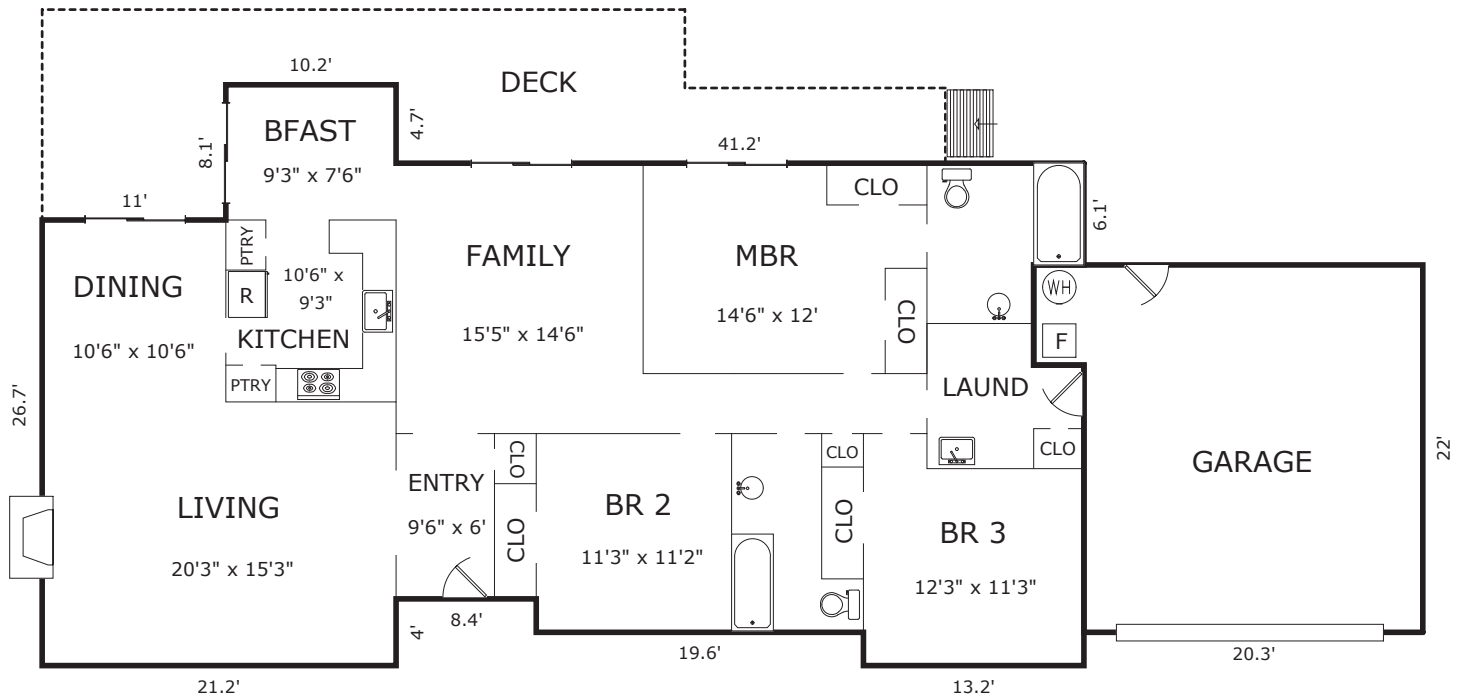 10.2'
DECK
4.7'
8.1'
BFAST
9'3" x 7'6"
41.2'
11'
CLO
6.1'
PTRY
DINING
10'6" x 10'6"
R
10'6" x
9'3"
KITCHEN
PTRY
FAMILY
15'5" x 14'6"
MBR
14'6" x 12'
CLO
WH
F
LAUND
CLO
26.7'
LIVING
20'3" x 15'3"
ENTRY
9'6" x 6'
CLO
CLO
BR 2
11'3" x 11'2"
CLO
CLO
BR 3
12'3" x 11'3"
GARAGE
22'
8.4'
4'
19.6'
20.3'
21.2'
13.2'